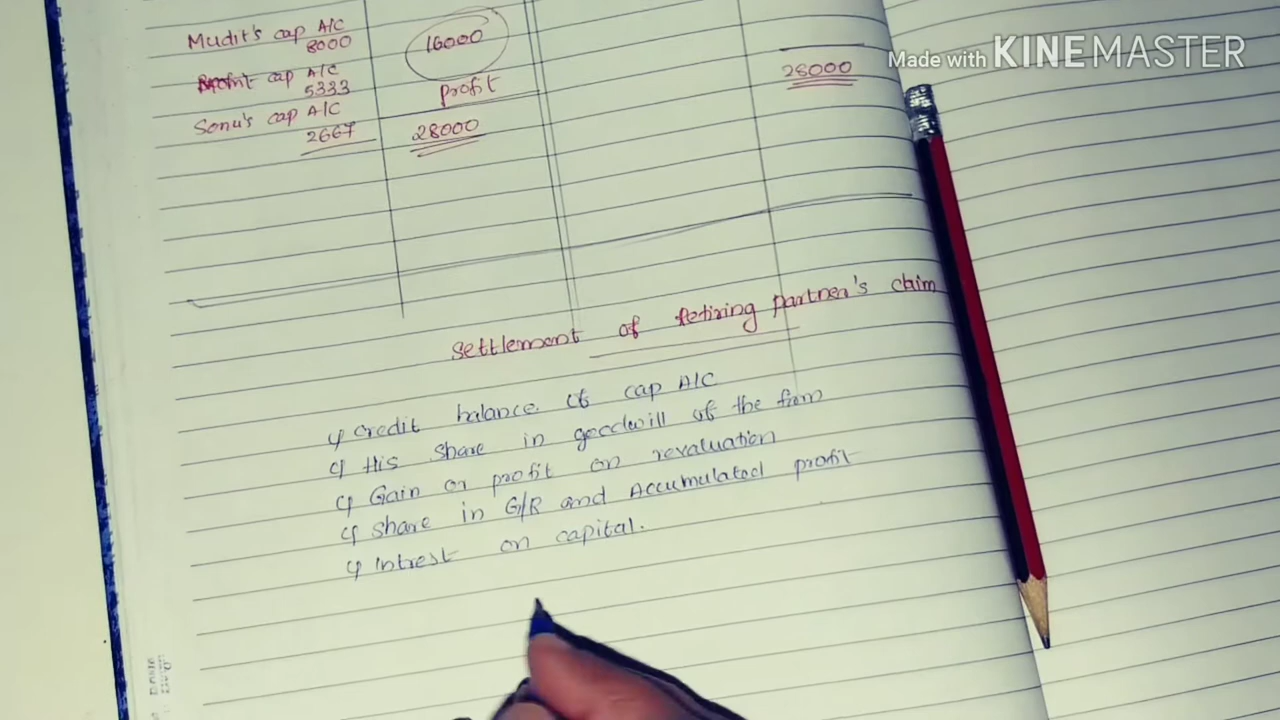 Made with KINEMASTER
Mudit's cap A/C
8000
16000
cap A/C
5333
profit
28000
Sonu's cap A/C
2667
28000
Settlement of retiring partner's claim
Credit balance of cap A/C
His share in goodwill of the firm
Gain or profit on revaluation
Share in G/R and Accumulated profit
Intrest on capital.